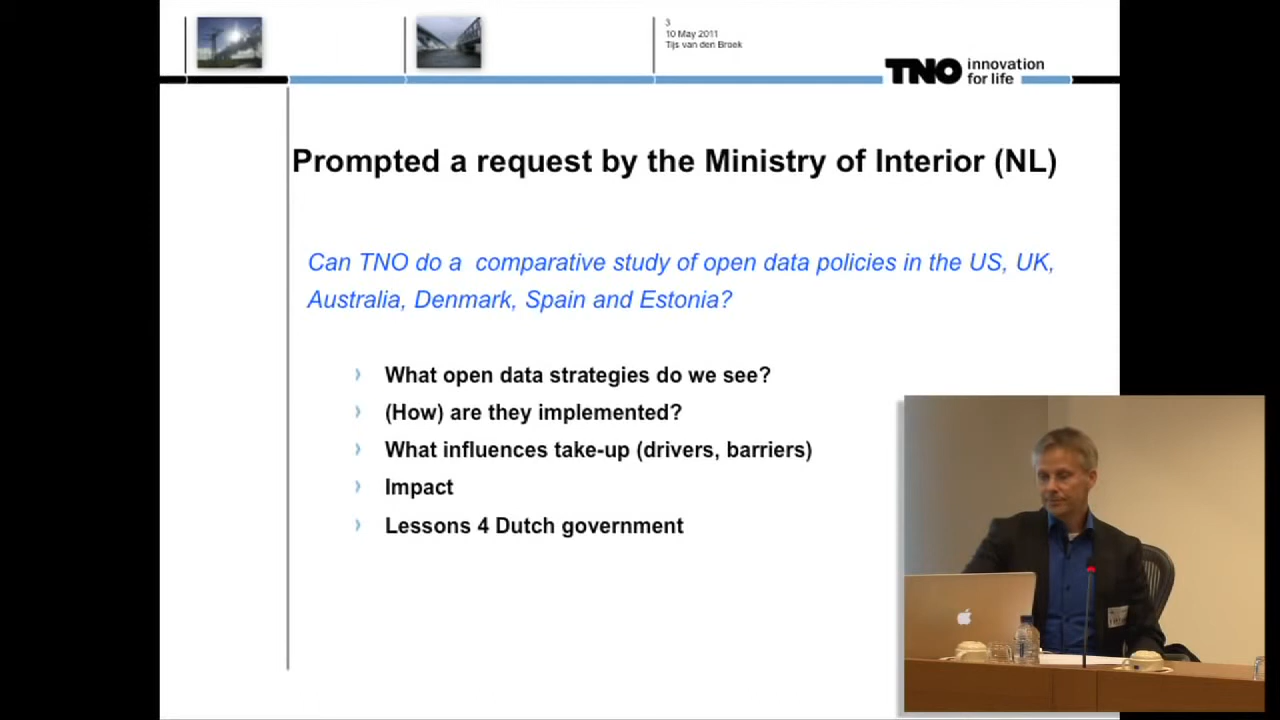 3
10 May 2011
Tijs van den Broek
TNO innovation
for life
Prompted a request by the Ministry of Interior (NL)
Can TNO do a comparative study of open data policies in the US, UK,
Australia, Denmark, Spain and Estonia?
› What open data strategies do we see?
› (How) are they implemented?
› What influences take-up (drivers, barriers)
› Impact
› Lessons 4 Dutch government